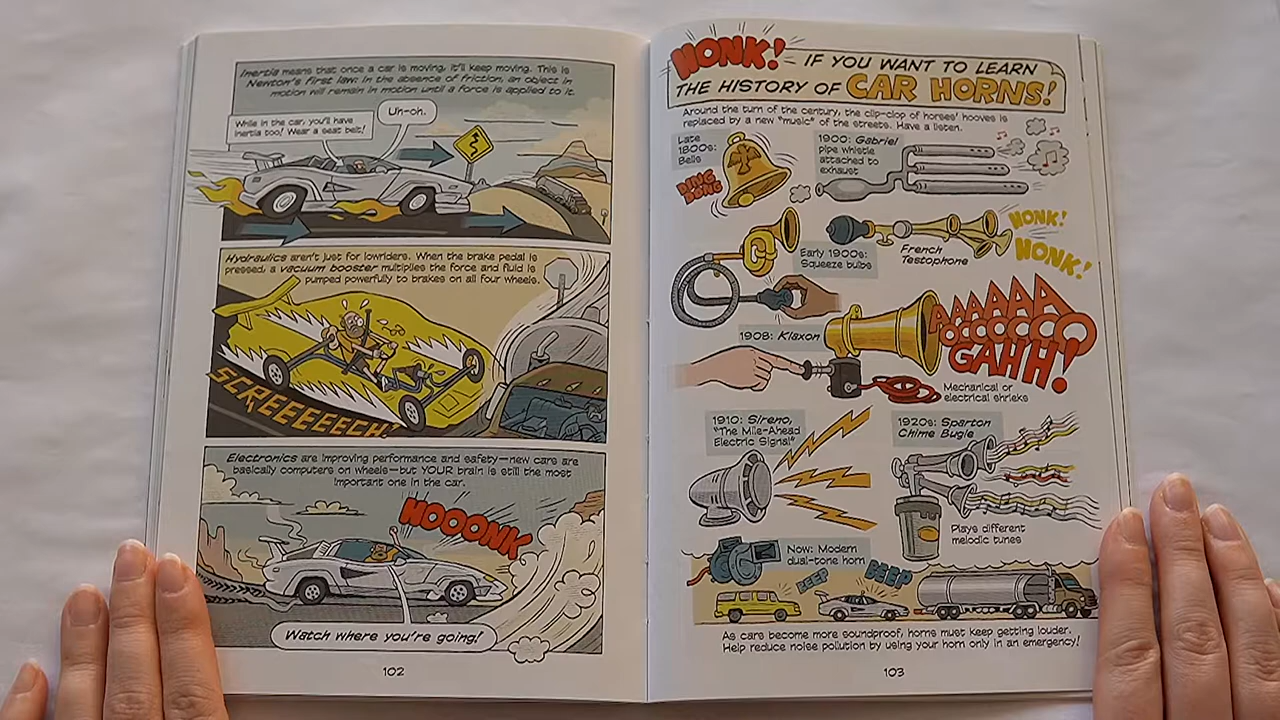 Inertia means that once a car is moving, it'll keep moving. This is
Newton's first law: In the absence of friction, an object in
motion will remain in motion until a force is applied to it.
While in the car, you'll have
inertia too! Wear a seat belt!
Uh-oh.
Hydraulics aren't just for lowriders. When the brake pedal is
pressed, a vacuum booster multiplies the force and fluid is
pumped powerfully to brakes on all four wheels.
SCREEEEECH!
Electronics are improving performance and safety—new cars are
basically computers on wheels—but YOUR brain is still the most
important one in the car.
HOOONK
Watch where you're going!
102
HONK! IF YOU WANT TO LEARN
THE HISTORY OF CAR HORNS!
Around the turn of the century, the clip-clop of horses' hooves is
replaced by a new "music" of the streets. Have a listen.
Late
1800s:
Bells
DING
DONG
1900: Gabriel
pipe whistle
attached to
exhaust
Early 1900s:
Squeeze bulbs
French
Testophone
HONK!
HONK!
1908: Klaxon
AAAAAA
OOOOOOO
GAHH!
Mechanical or
electrical shrieks
1910: Sireno,
"The Mile-Ahead
Electric Signal"
1920s: Sparton
Chime Bugle
Plays different
melodic tunes
Now: Modern
dual-tone horn
BEEP
BEEP
As cars become more soundproof, horns must keep getting louder.
Help reduce noise pollution by using your horn only in an emergency!
103